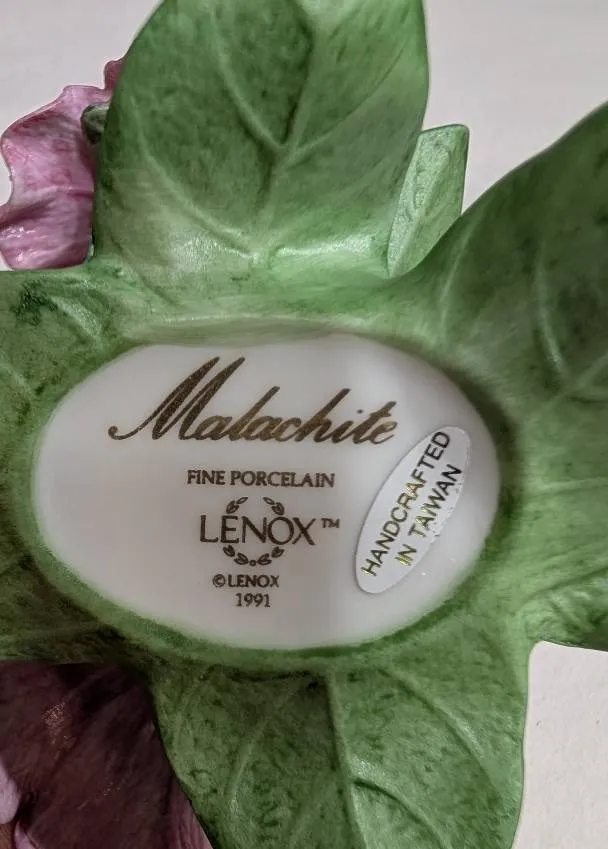 Malachite
FINE PORCELAIN
LENOX™
©LENOX
1991
HANDCRAFTED
IN TAIWAN